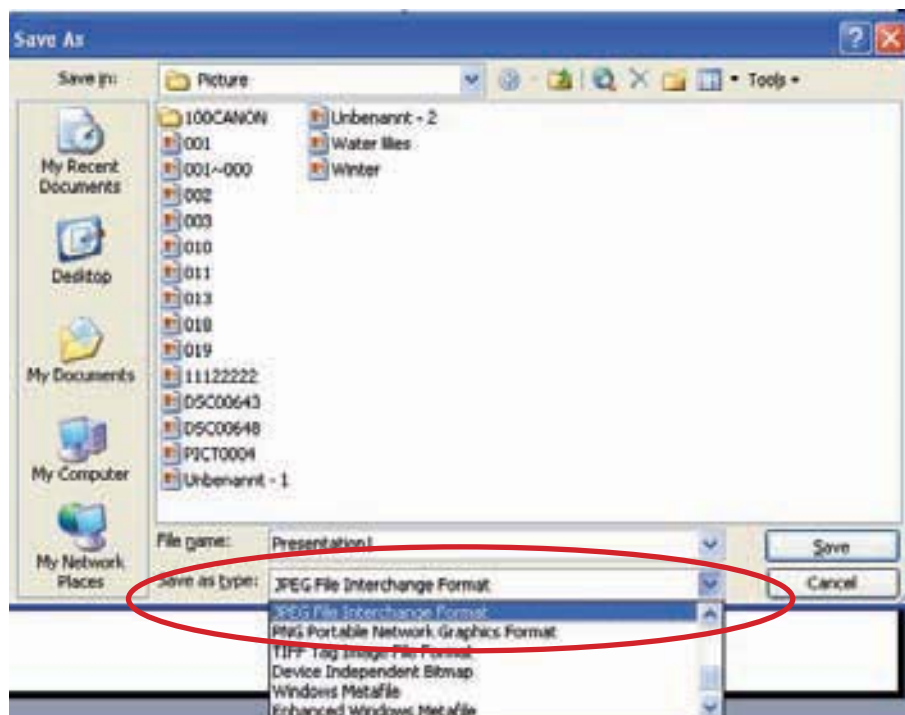 Save As
Save in: Picture Tools
100CANON
001
001~000
002
003
010
011
013
018
019
11122222
DSC00643
DSC00648
PICT0004
Unbenannt - 1
Unbenannt - 2
Water lilies
Winter
My Recent
Documents
Desktop
My Documents
My Computer
My Network
Places
File name: Presentation1 Save
Save as type: JPEG File Interchange Format Cancel
JPEG File Interchange Format
PNG Portable Network Graphics Format
TIFF Tag Image File Format
Device Independent Bitmap
Windows Metafile
Enhanced Windows Metafile